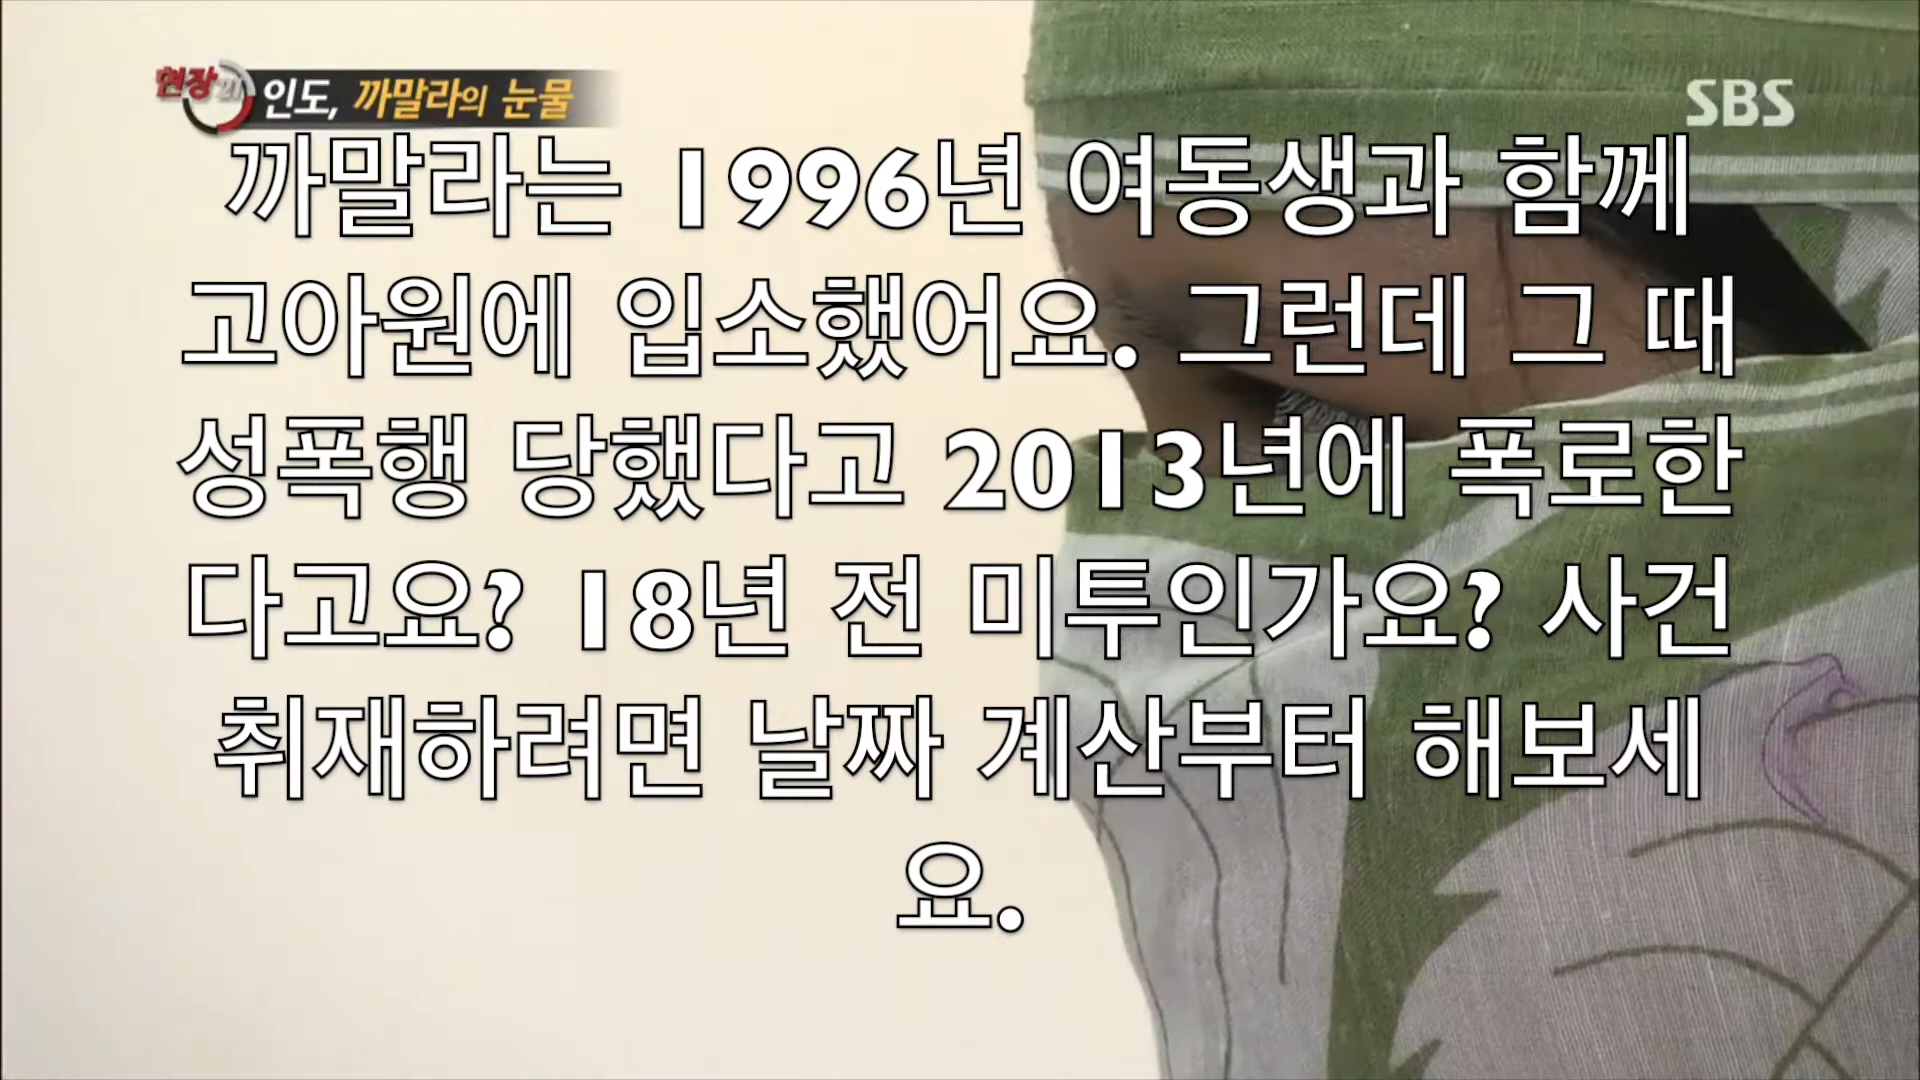 현장 21 인도, 까말라의 눈물
SBS
까말라는 1996년 여동생과 함께
고아원에 입소했어요. 그런데 그 때
성폭행 당했다고 2013년에 폭로한
다고요? 18년 전 미투인가요? 사건
취재하려면 날짜 계산부터 해보세
요.